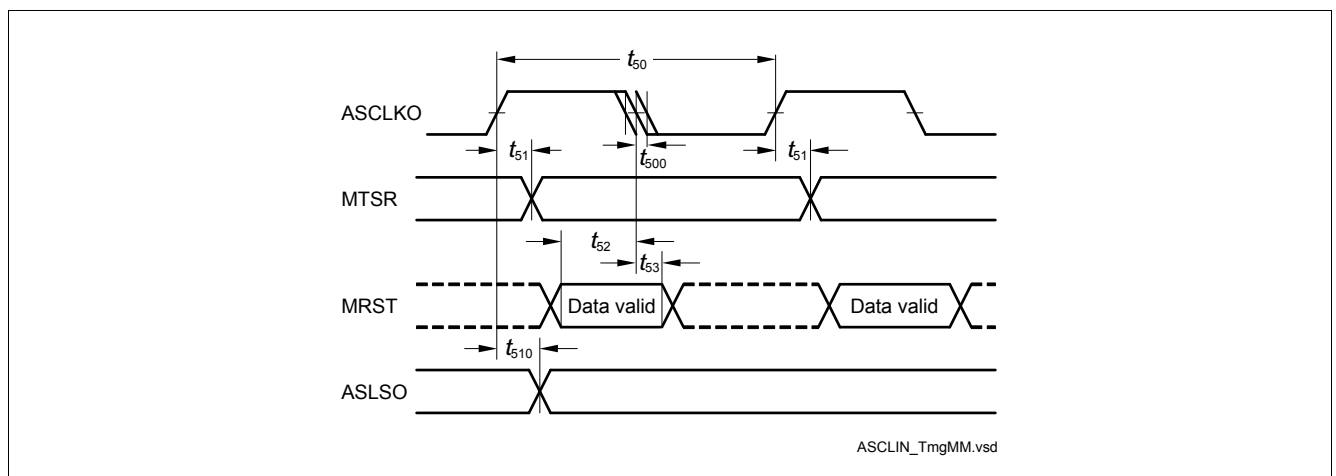 t50
ASCLKO
t51
t500
t51
MTSR
t52
t53
MRST
Data valid
Data valid
t510
ASLSO
ASCLIN_TmgMM.vsd